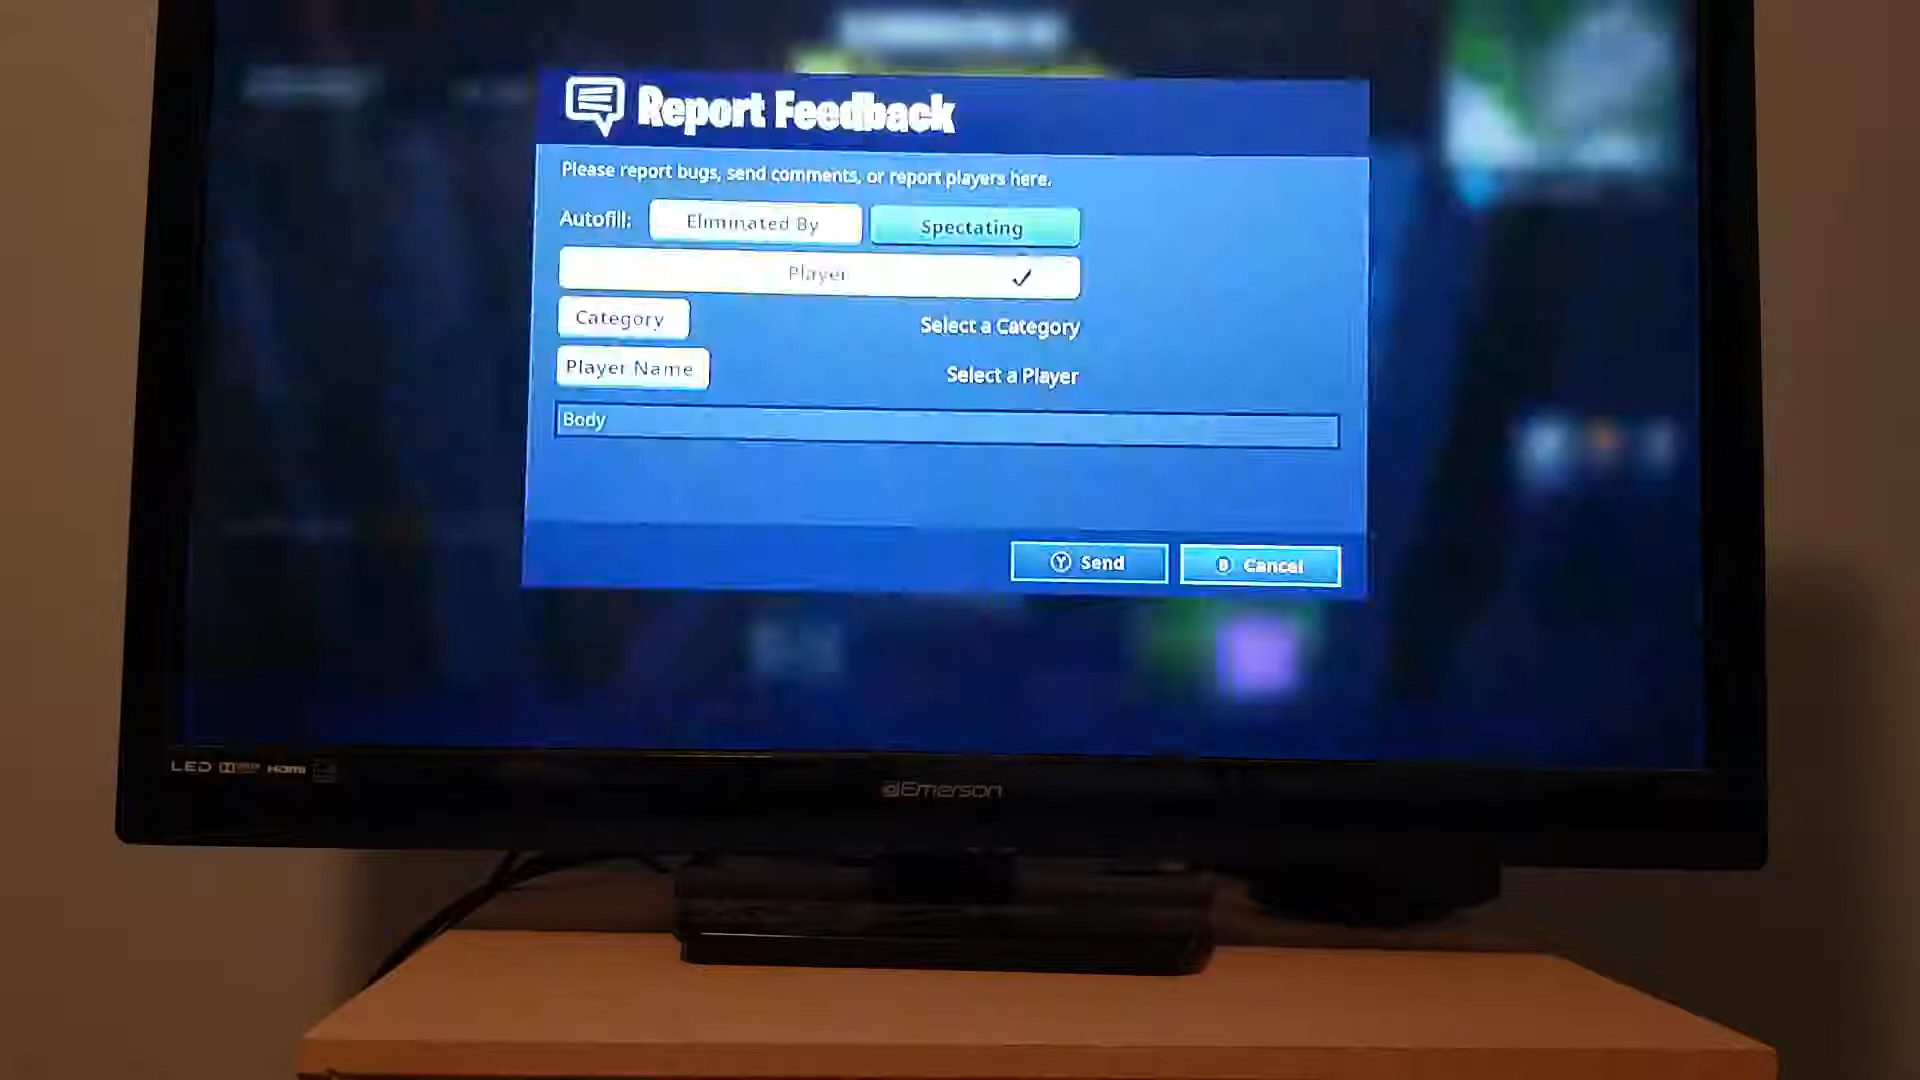 Report Feedback
Please report bugs, send comments, or report players here.
Autofill: Eliminated By Spectating
Player
Category Select a Category
Player Name Select a Player
Body
Y Send B Cancel
LED HDMI
Emerson